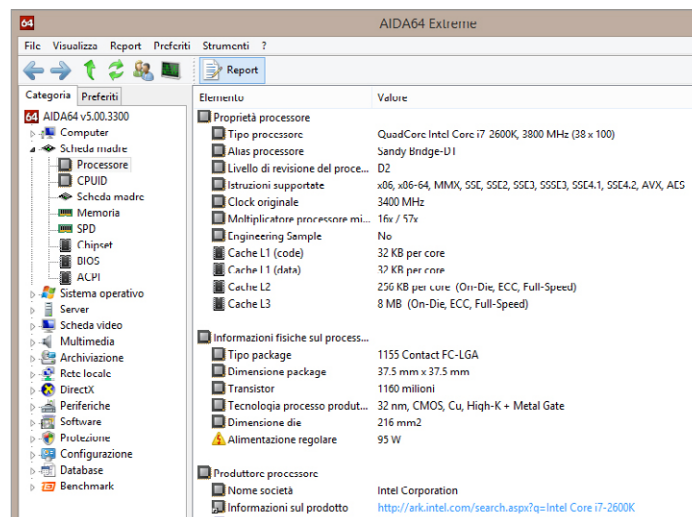 64
AIDA64 Extreme
File Visualizza Report Preferiti Strumenti ?
Report
Categoria Preferiti
64 AIDA64 v5.00.3300
Computer
Scheda madre
Processore
CPUID
Scheda madre
Memoria
SPD
Chipset
BIOS
ACPI
Sistema operativo
Server
Scheda video
Multimedia
Archiviazione
Rete locale
DirectX
Periferiche
Software
Protezione
Configurazione
Database
Benchmark
Elemento Valore
Proprietà processore
Tipo processore QuadCore Intel Core i7-2600K, 3800 MHz (38 x 100)
Alias processore Sandy Bridge-DT
Livello di revisione del proce... D2
Istruzioni supportate x86, x86-64, MMX, SSE, SSE2, SSE3, SSSE3, SSE4.1, SSE4.2, AVX, AES
Clock originale 3400 MHz
Moltiplicatore processore mi... 16x / 57x
Engineering Sample No
Cache L1 (code) 32 KB per core
Cache L1 (data) 32 KB per core
Cache L2 256 KB per core (On-Die, ECC, Full-Speed)
Cache L3 8 MB (On-Die, ECC, Full-Speed)
Informazioni fisiche sul process...
Tipo package 1155 Contact FC-LGA
Dimensione package 37.5 mm x 37.5 mm
Transistor 1160 milioni
Tecnologia processo produt... 32 nm, CMOS, Cu, High-K + Metal Gate
Dimensione die 216 mm2
Alimentazione regolare 95 W
Produttore processore
Nome società Intel Corporation
Informazioni sul prodotto http://ark.intel.com/search.aspx?q=Intel Core i7-2600K